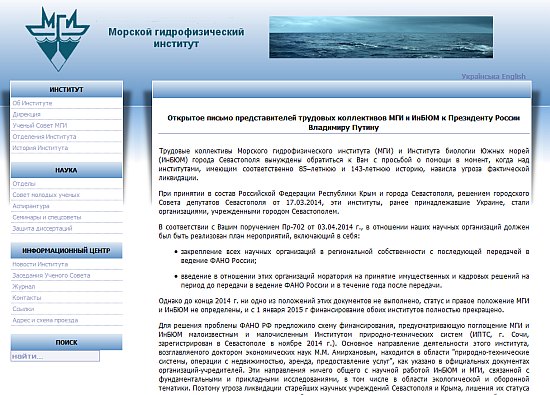 МГИ
Морской гидрофизический
институт
Українська English
ИНСТИТУТ
Об Институте
Дирекция
Ученый Совет МГИ
Отделения Института
История Института
НАУКА
Отделы
Совет молодых ученых
Аспирантура
Семинары и спецсоветы
Защита диссертаций
ИНФОРМАЦИОННЫЙ ЦЕНТР
Новости Института
Заседания Ученого Совета
Журнал
Контакты
Ссылки
Адрес и схема проезда
ПОИСК
найти...
Открытое письмо представителей трудовых коллективов МГИ и ИнБЮМ к Президенту России
Владимиру Путину
Трудовые коллективы Морского гидрофизического института (МГИ) и Института биологии Южных морей
(ИнБЮМ) города Севастополя вынуждены обратиться к Вам с просьбой о помощи в момент, когда над
институтами, имеющим соответственно 85–летнюю и 143-летнюю историю, нависла угроза фактической
ликвидации.
При принятии в состав Российской Федерации Республики Крым и города Севастополя, решением городского
Совета депутатов Севастополя от 17.03.2014, эти институты, ранее принадлежавшие Украине, стали
организациями, учрежденными городом Севастополем.
В соответствии с Вашим поручением Пр-702 от 03.04.2014 г., в отношении наших научных организаций должен
был быть реализован план мероприятий, включающий в себя:
• закрепление всех научных организаций в региональной собственности с последующей передачей в
ведение ФАНО России;
• введение в отношении этих организаций моратория на принятие имущественных и кадровых решений на
период до передачи в ведение ФАНО России и в течение года после передачи.
Однако до конца 2014 г. ни одно из положений этих документов не выполнено, статус и правое положение МГИ
и ИнБЮМ не определены, и с 1 января 2015 г финансирование обоих институтов полностью прекращено.
Для решения проблемы ФАНО РФ предложило схему финансирования, предусматривающую поглощение МГИ и
ИнБЮМ малоизвестным и малочисленным Институтом природно-технических систем (ИПТС, г. Сочи,
зарегистрирован в Севастополе в ноябре 2014 г.). Основное направление деятельности этого института,
возглавляемого доктором экономических наук М.М. Амирхановым, находится в области "природно-технические
системы, операции с недвижимостью, аренда, предоставление услуг", как указано в официальных документах
организаций-учредителей. Эти направления ничего общего с научной работой ИнБЮМ и МГИ, связанной с
фундаментальными и прикладными исследованиями, в том числе в области экологической и оборонной
тематики. Поэтому угроза ликвидации старейших научных учреждений Севастополя и Крыма, лишения их статуса